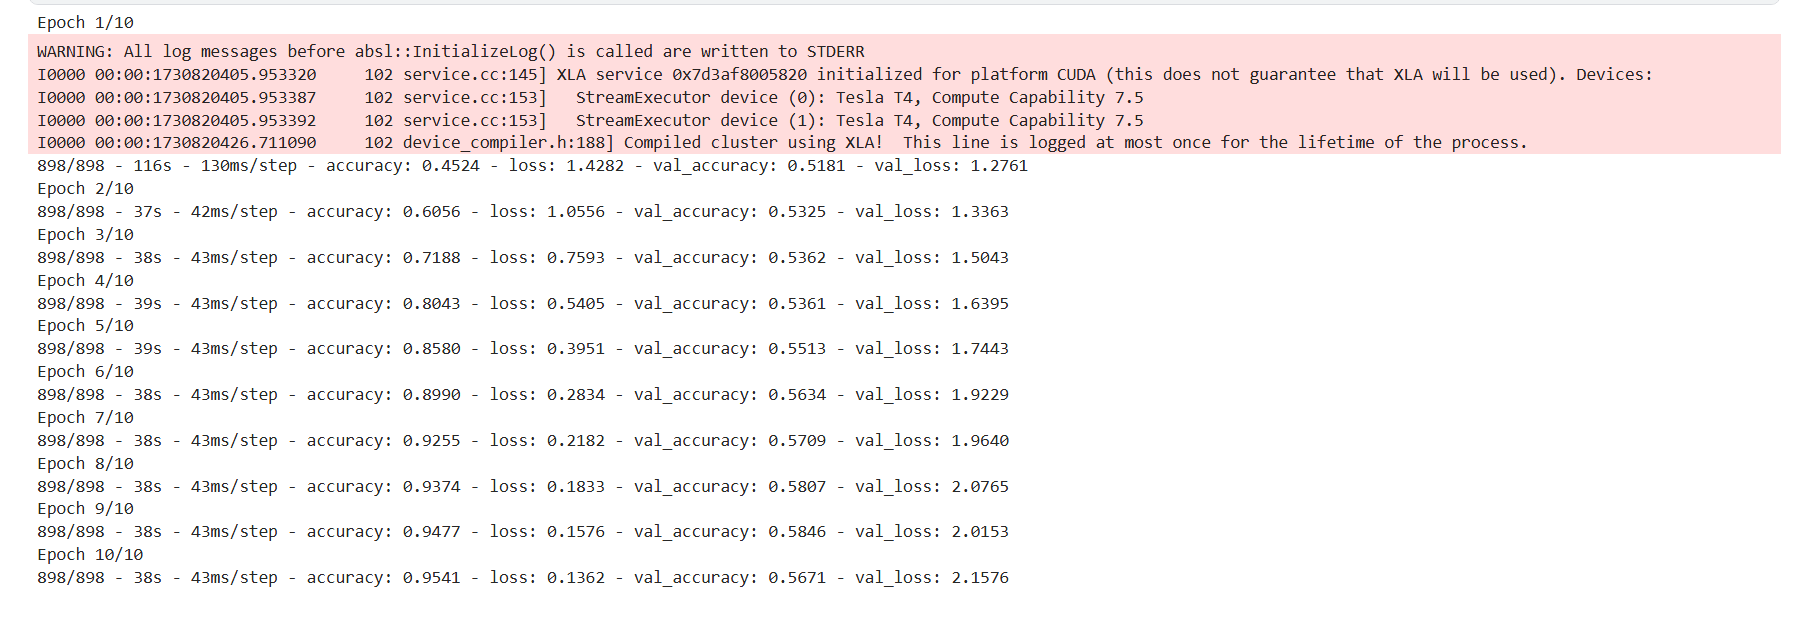 Epoch 1/10
WARNING: All log messages before absl::InitializeLog() is called are written to STDERR
I0000 00:00:1730820405.953320     102 service.cc:145] XLA service 0x7d3af8005820 initialized for platform CUDA (this does not guarantee that XLA will be used). Devices:
I0000 00:00:1730820405.953387     102 service.cc:153]   StreamExecutor device (0): Tesla T4, Compute Capability 7.5
I0000 00:00:1730820405.953392     102 service.cc:153]   StreamExecutor device (1): Tesla T4, Compute Capability 7.5
I0000 00:00:1730820426.711090     102 device_compiler.h:188] Compiled cluster using XLA!  This line is logged at most once for the lifetime of the process.
898/898 - 116s - 130ms/step - accuracy: 0.4524 - loss: 1.4282 - val_accuracy: 0.5181 - val_loss: 1.2761
Epoch 2/10
898/898 - 37s - 42ms/step - accuracy: 0.6056 - loss: 1.0556 - val_accuracy: 0.5325 - val_loss: 1.3363
Epoch 3/10
898/898 - 38s - 43ms/step - accuracy: 0.7188 - loss: 0.7593 - val_accuracy: 0.5362 - val_loss: 1.5043
Epoch 4/10
898/898 - 39s - 43ms/step - accuracy: 0.8043 - loss: 0.5405 - val_accuracy: 0.5361 - val_loss: 1.6395
Epoch 5/10
898/898 - 39s - 43ms/step - accuracy: 0.8580 - loss: 0.3951 - val_accuracy: 0.5513 - val_loss: 1.7443
Epoch 6/10
898/898 - 38s - 43ms/step - accuracy: 0.8990 - loss: 0.2834 - val_accuracy: 0.5634 - val_loss: 1.9229
Epoch 7/10
898/898 - 38s - 43ms/step - accuracy: 0.9255 - loss: 0.2182 - val_accuracy: 0.5709 - val_loss: 1.9640
Epoch 8/10
898/898 - 38s - 43ms/step - accuracy: 0.9374 - loss: 0.1833 - val_accuracy: 0.5807 - val_loss: 2.0765
Epoch 9/10
898/898 - 38s - 43ms/step - accuracy: 0.9477 - loss: 0.1576 - val_accuracy: 0.5846 - val_loss: 2.0153
Epoch 10/10
898/898 - 38s - 43ms/step - accuracy: 0.9541 - loss: 0.1362 - val_accuracy: 0.5671 - val_loss: 2.1576